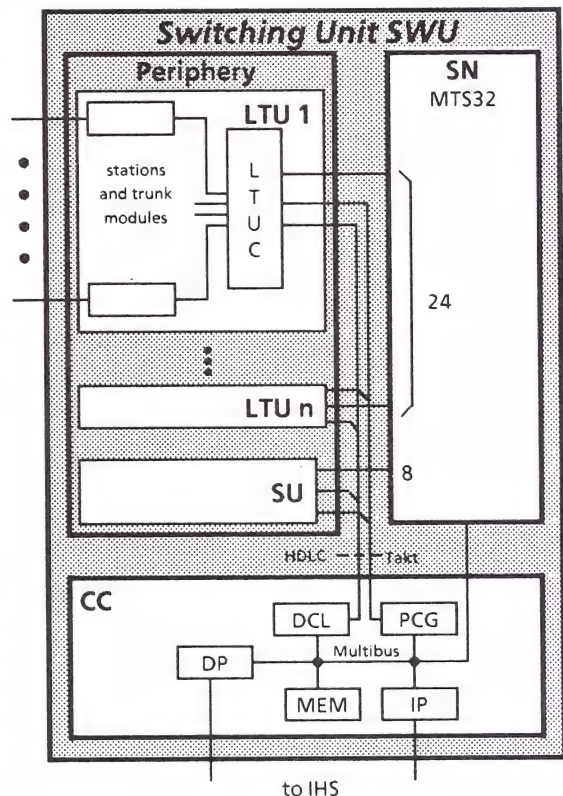 Switching Unit SWU
Periphery
SN
MTS32
LTU 1
stations
and trunk
modules
L
T
U
C
24
LTU n
SU
8
HDLC
Takt
CC
DCL
PCG
DP
Multibus
MEM
IP
to IHS